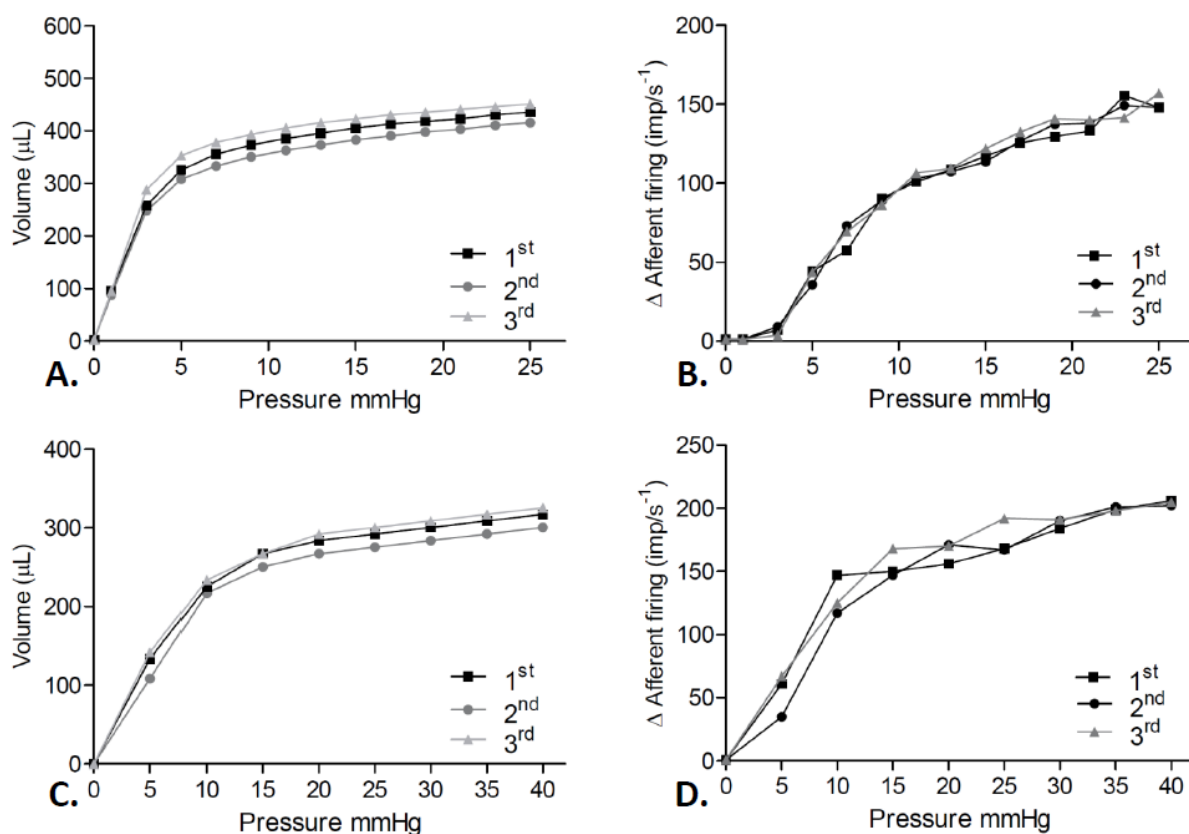 600
500
400
300
200
100
0
Volume (µL)
1st
2nd
3rd
0 5 10 15 20 25
A.
Pressure mmHg
200
150
100
50
0
Δ Afferent firing (imp/s⁻¹)
1st
2nd
3rd
0 5 10 15 20 25
B.
Pressure mmHg
400
300
200
100
0
Volume (µL)
1st
2nd
3rd
0 5 10 15 20 25 30 35 40
C.
Pressure mmHg
250
200
150
100
50
0
Δ Afferent firing (imp/s⁻¹)
1st
2nd
3rd
0 5 10 15 20 25 30 35 40
D.
Pressure mmHg